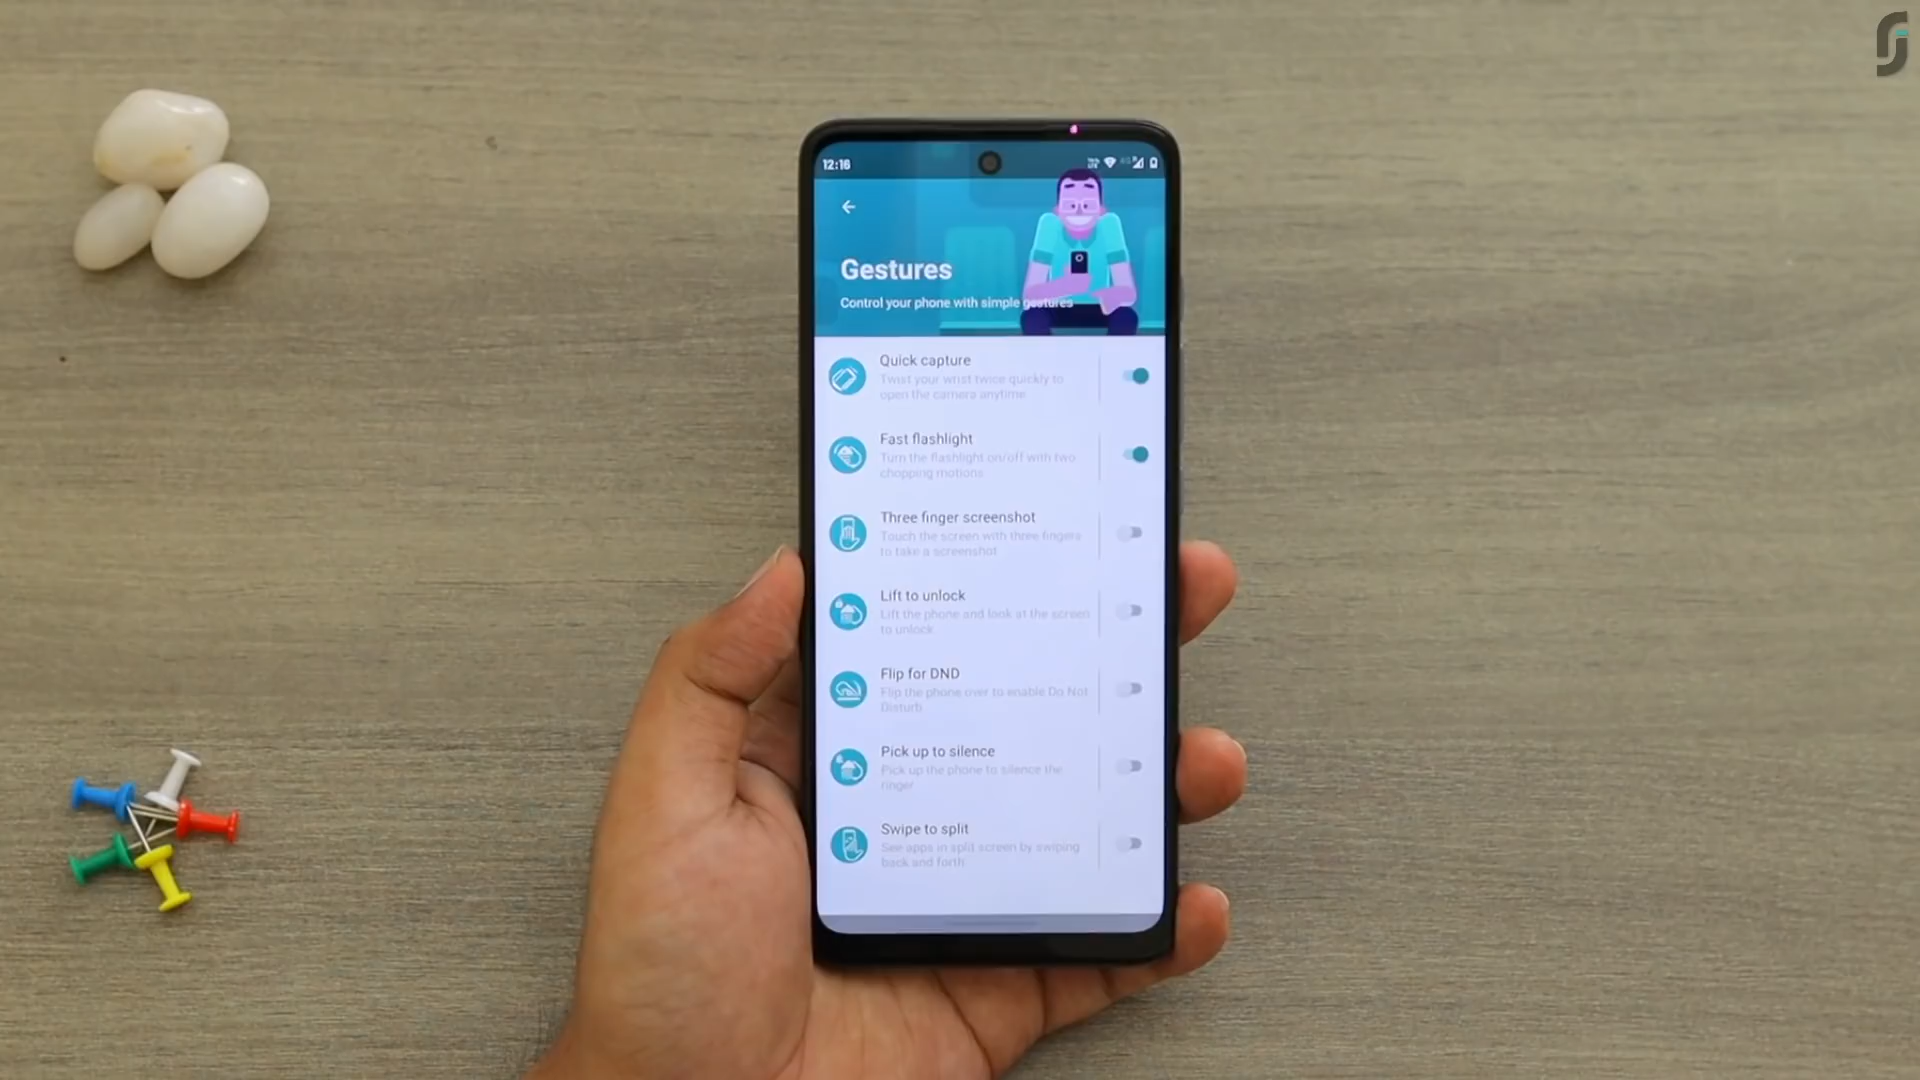 12:16
Gestures
Control your phone with simple gestures
Quick capture
Twist your wrist twice quickly to
open the camera anytime
Fast flashlight
Turn the flashlight on/off with two
chopping motions
Three finger screenshot
Touch the screen with three fingers
to take a screenshot
Lift to unlock
Lift the phone and look at the screen
to unlock
Flip for DND
Flip the phone over to enable Do Not
Disturb
Pick up to silence
Pick up the phone to silence the
ringer
Swipe to split
See apps in split screen by swiping
back and forth